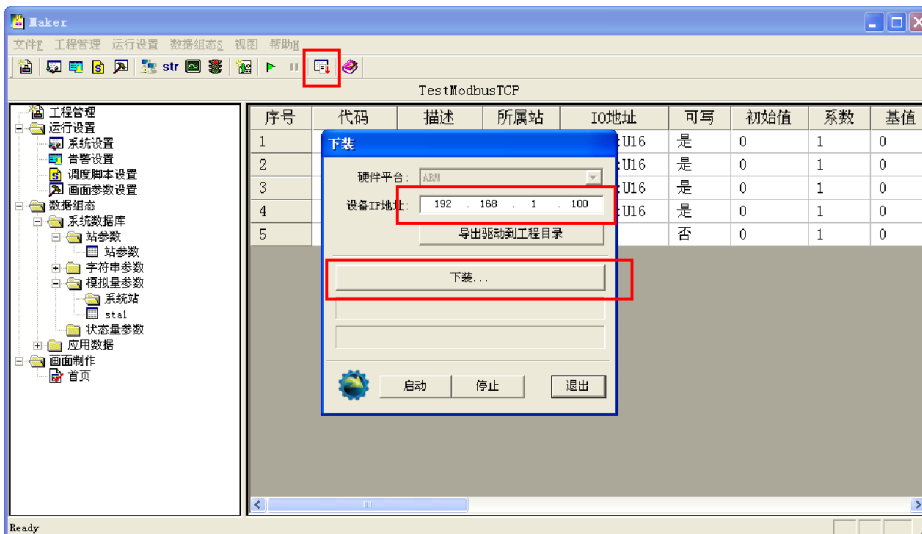 Maker
文件F 工程管理 运行设置 数据组态S 视图 帮助H
str
TestModbusTCP
工程管理
运行设置
系统设置
告警设置
调度脚本设置
画面参数设置
数据组态
系统数据库
站参数
站参数
字符串参数
模拟量参数
系统站
sta1
状态量参数
应用数据
画面制作
首页
序号 代码 描述 所属站 IO地址 可写 初始值 系数 基值
1 :U16 是 0 1 0
2 :U16 是 0 1 0
3 :U16 是 0 1 0
4 :U16 是 0 1 0
5 否 0 1 0
下装
硬件平台: ARM
设备IP地址: 192 . 168 . 1 . 100
导出驱动到工程目录
下装...
启动 停止 退出
Ready